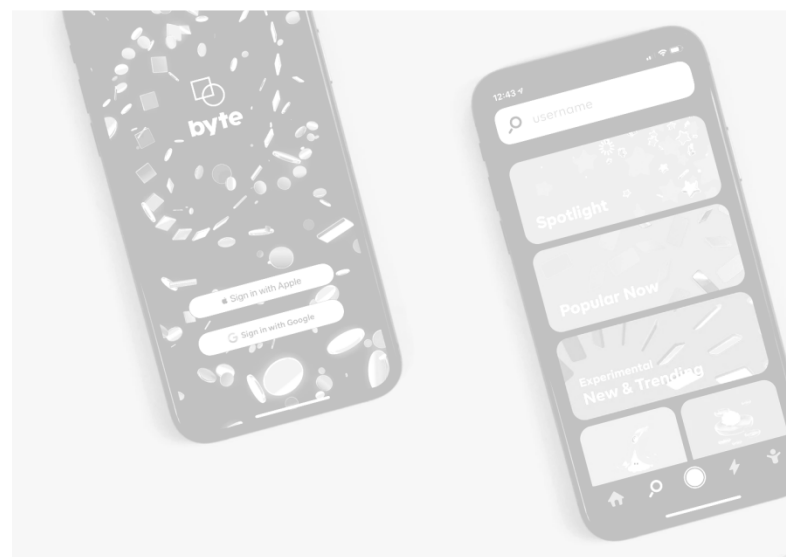 byte
Sign in with Apple
Sign in with Google
12:43
username
Spotlight
Popular Now
Experimental
New & Trending